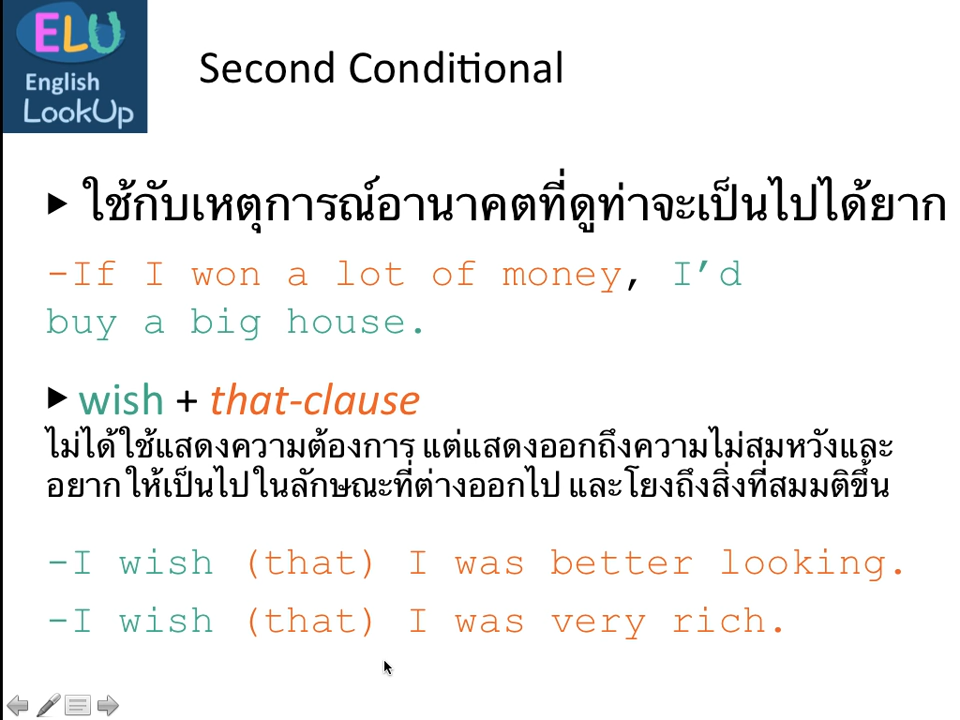 ELU
English
LookUp
Second Conditional
▶ ใช้กับเหตุการณ์อานาคตที่ดูท่าจะเป็นไปได้ยาก
-If I won a lot of money, I’d
buy a big house.
▶ wish + that-clause
ไม่ได้ใช้แสดงความต้องการ แต่แสดงออกถึงความไม่สมหวังและ
อยากให้เป็นไปในลักษณะที่ต่างออกไป และโยงถึงสิ่งที่สมมติขึ้น
-I wish (that) I was better looking.
-I wish (that) I was very rich.